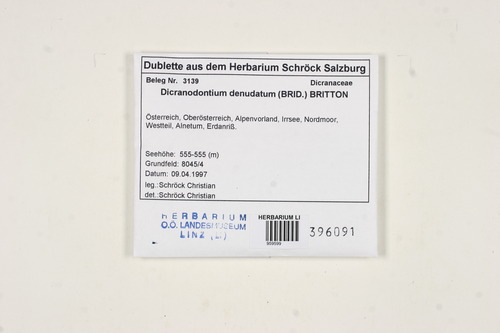 Dublette aus dem Herbarium Schröck Salzburg
Beleg Nr. 3139 Dicranaceae
Dicranodontium denudatum (BRID.) BRITTON
Österreich, Oberösterreich, Alpenvorland, Irrsee, Nordmoor,
Westteil, Alnetum, Erdanriß.
Seehöhe: 555-555 (m)
Grundfeld: 8045/4
Datum: 09.04.1997
leg.:Schröck Christian
det.:Schröck Christian
HERBARIUM
O.Ö. LANDESMUSEUM
LINZ (LI)
HERBARIUM LI
396091